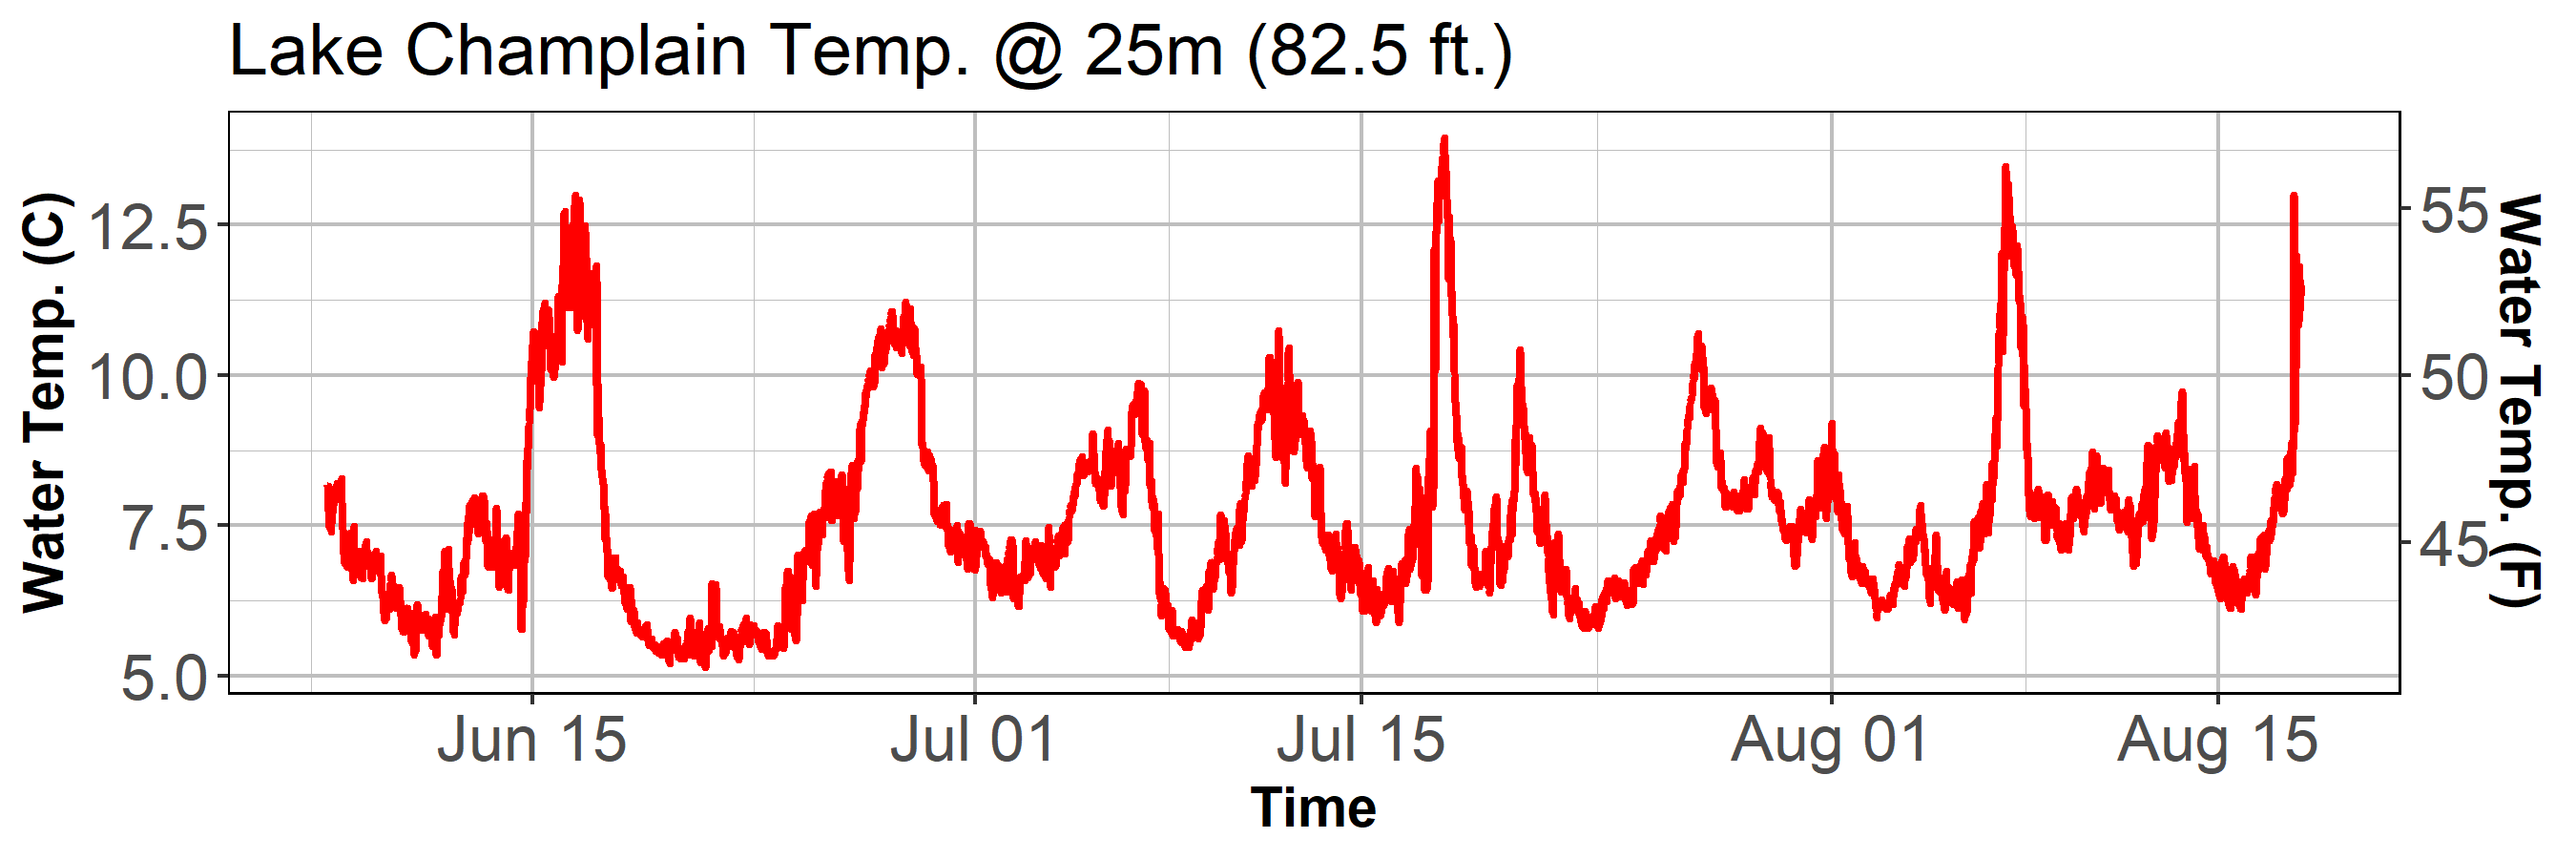 Lake Champlain Temp. @ 25m (82.5 ft.)
Water Temp. (C)
12.5
10.0
7.5
5.0
55
50
45
Water Temp. (F)
Jun 15
Jul 01
Jul 15
Aug 01
Aug 15
Time